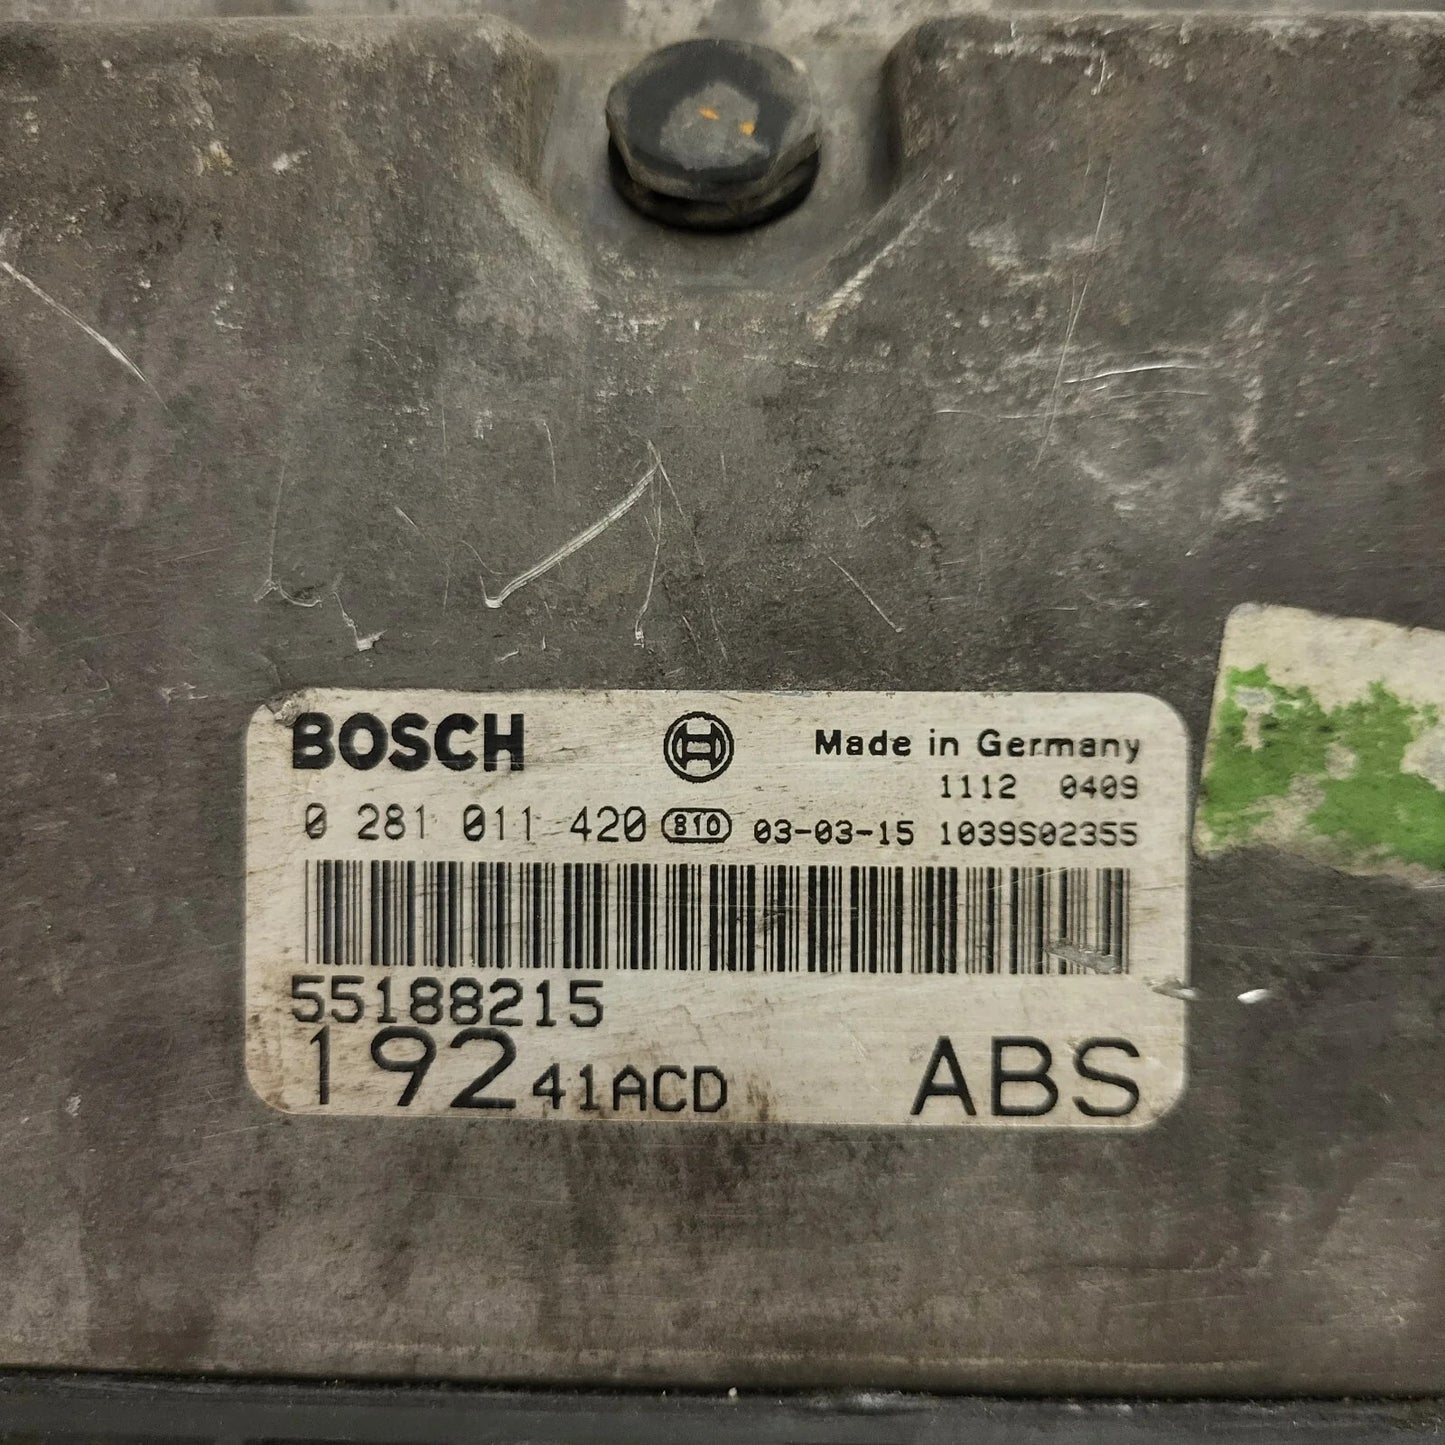 BOSCH Made in Germany
1112 0409
0 281 011 420 810 03-03-15 1039S02355
55188215
192 41ACD ABS